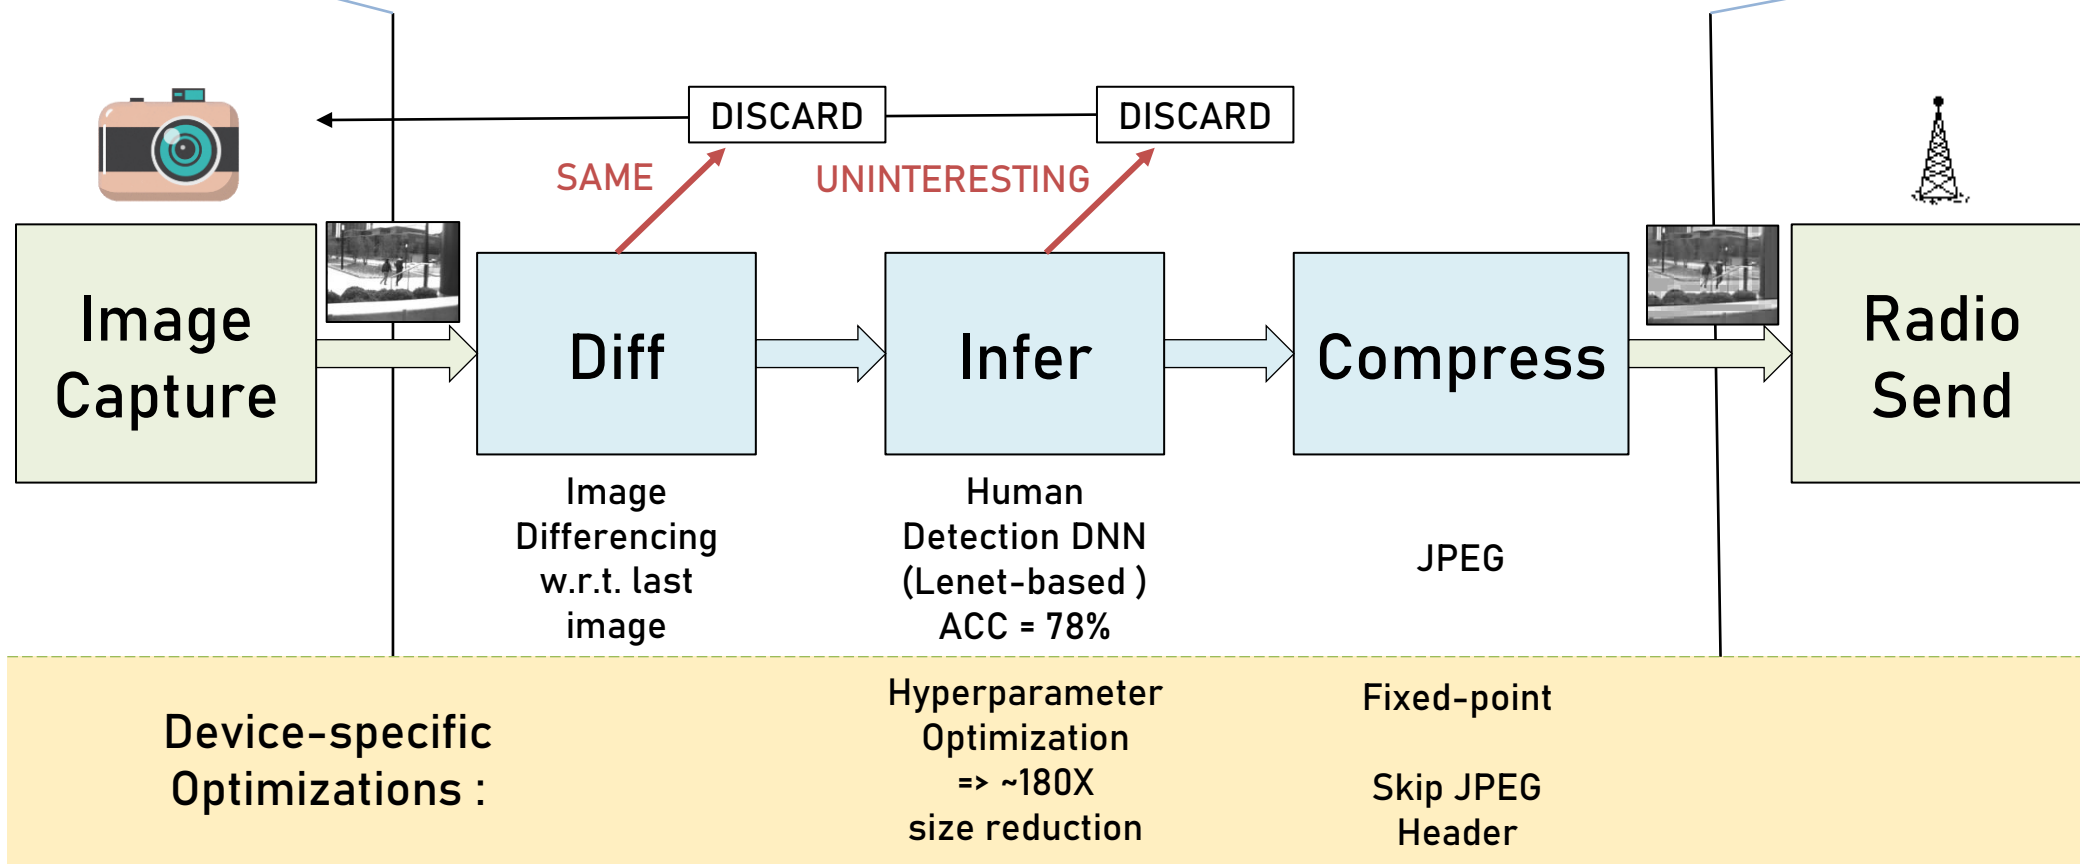 DISCARD
DISCARD
SAME
UNINTERESTING
Image
Capture
Diff
Infer
Compress
Radio
Send
Image
Differencing
w.r.t. last
image
Human
Detection DNN
(Lenet-based )
ACC = 78%
JPEG
Device-specific
Optimizations :
Hyperparameter
Optimization
=> ~180X
size reduction
Fixed-point
Skip JPEG
Header